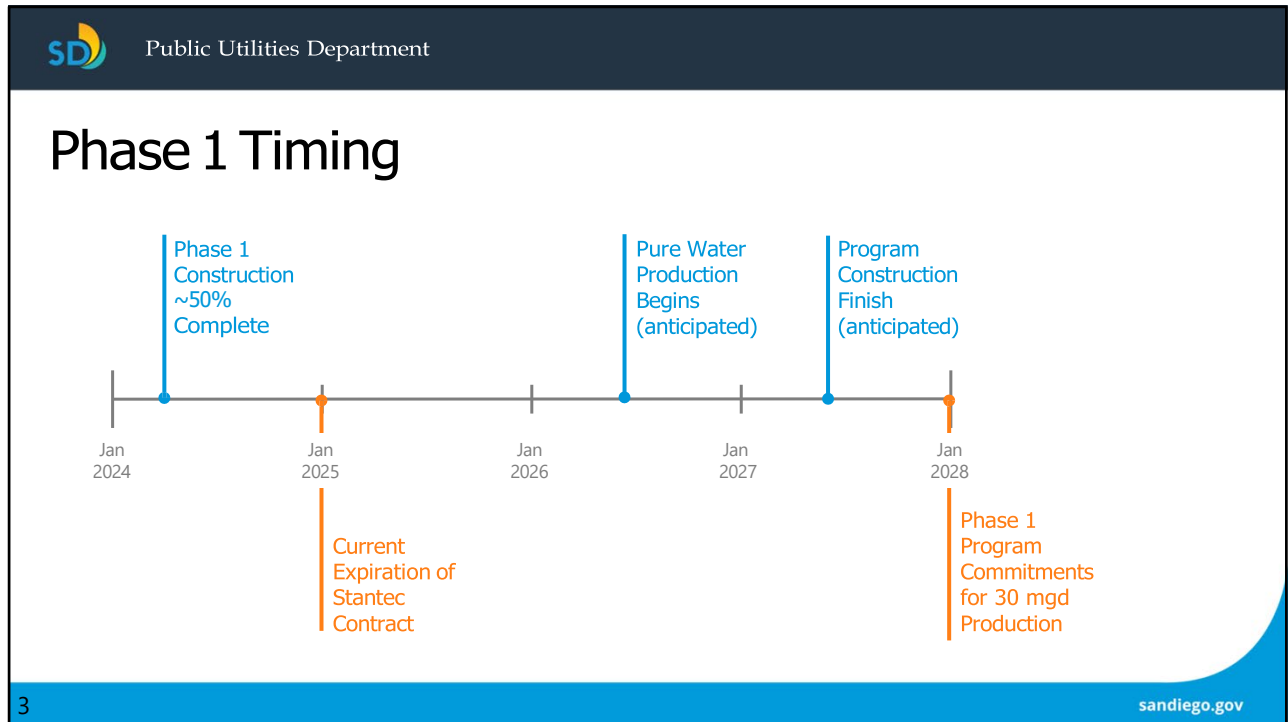 SD
Public Utilities Department
Phase 1 Timing
Phase 1
Construction
~50%
Complete
Pure Water
Production
Begins
(anticipated)
Program
Construction
Finish
(anticipated)
Jan
2024
Jan
2025
Jan
2026
Jan
2027
Jan
2028
Current
Expiration of
Stantec
Contract
Phase 1
Program
Commitments
for 30 mgd
Production
3
sandiego.gov